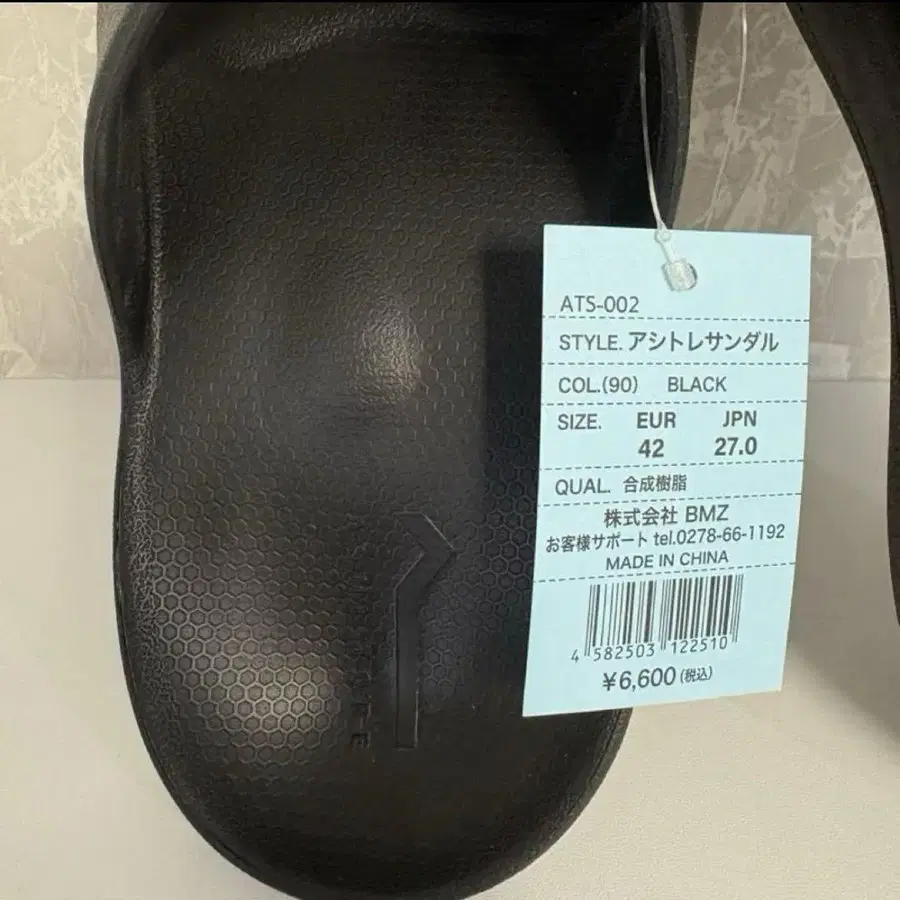 ATS-002
STYLE. アシトレサンダル
COL.(90) BLACK
SIZE. EUR JPN
42 27.0
QUAL. 合成樹脂
株式会社 BMZ
お客様サポート tel.0278-66-1192
MADE IN CHINA
4 582503 122510
¥6,600(税込)